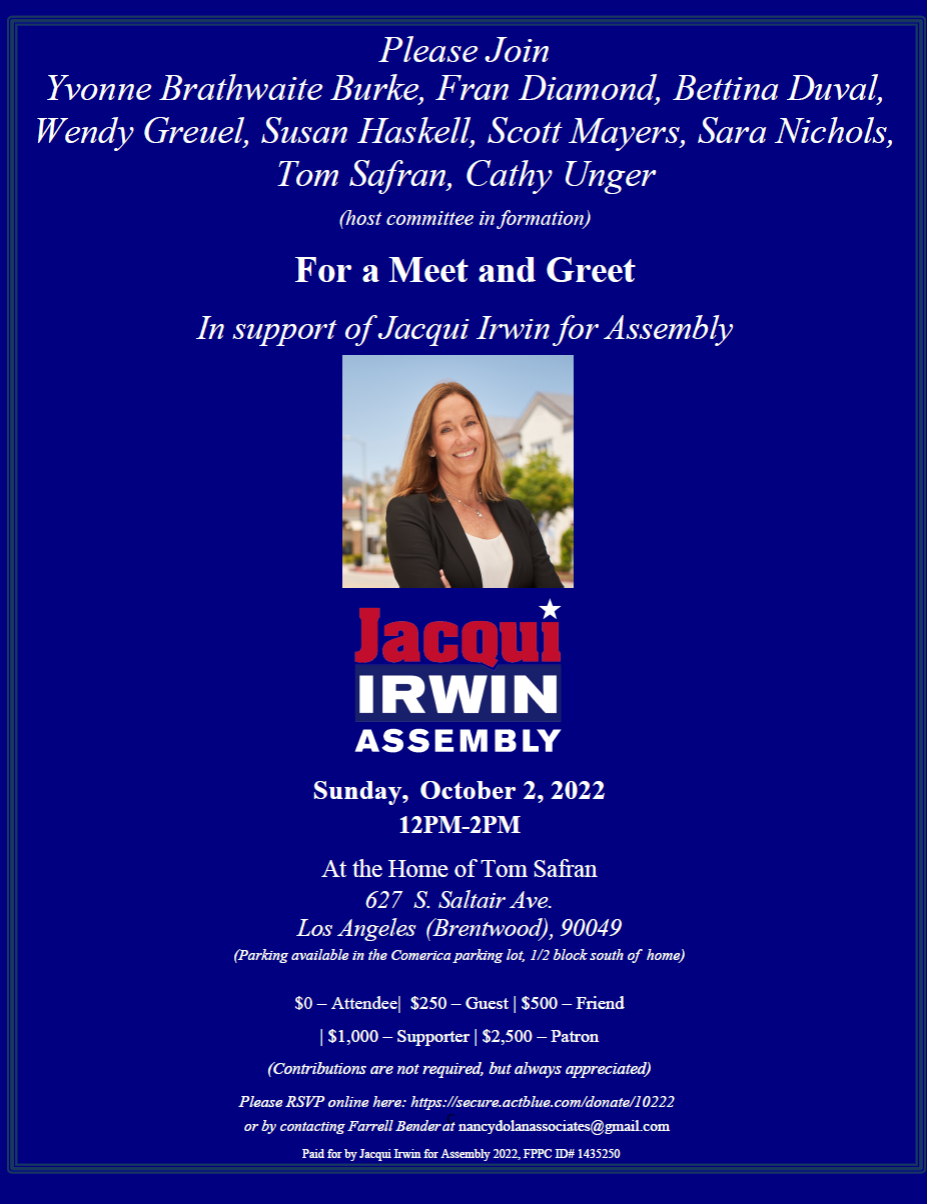 Please Join
Yvonne Brathwaite Burke, Fran Diamond, Bettina Duval,
Wendy Greuel, Susan Haskell, Scott Mayers, Sara Nichols,
Tom Safran, Cathy Unger
(host committee in formation)
For a Meet and Greet
In support of Jacqui Irwin for Assembly
Jacqui
IRWIN
ASSEMBLY
Sunday, October 2, 2022
12PM-2PM
At the Home of Tom Safran
627 S. Saltair Ave.
Los Angeles (Brentwood), 90049
(Parking available in the Comerica parking lot, 1/2 block south of home)
$0 – Attendee| $250 – Guest | $500 – Friend
| $1,000 – Supporter | $2,500 – Patron
(Contributions are not required, but always appreciated)
Please RSVP online here: https://secure.actblue.com/donate/10222
or by contacting Farrell Bender at nancydolanassociates@gmail.com
Paid for by Jacqui Irwin for Assembly 2022, FPPC ID# 1435250